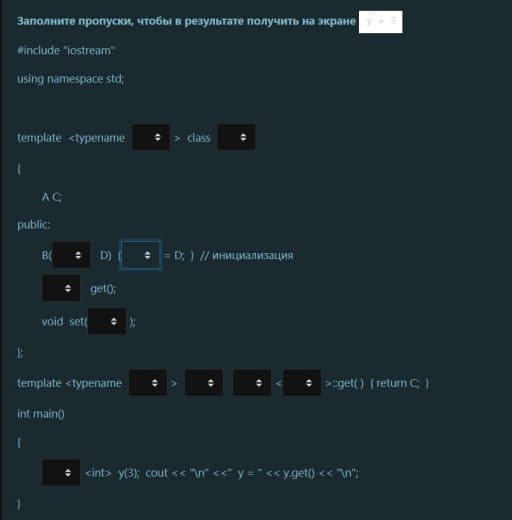 Заполните пропуски, чтобы в результате получить на экране y = 3
#include "iostream"
using namespace std;
template <typename > class
{
A C;
public:
B( D) { = D; } // инициализация
get();
void set( );
};
template <typename > < >::get( ) { return C; }
int main()
{
<int> y(3); cout << "\n" <<" y = " << y.get() << "\n";
}